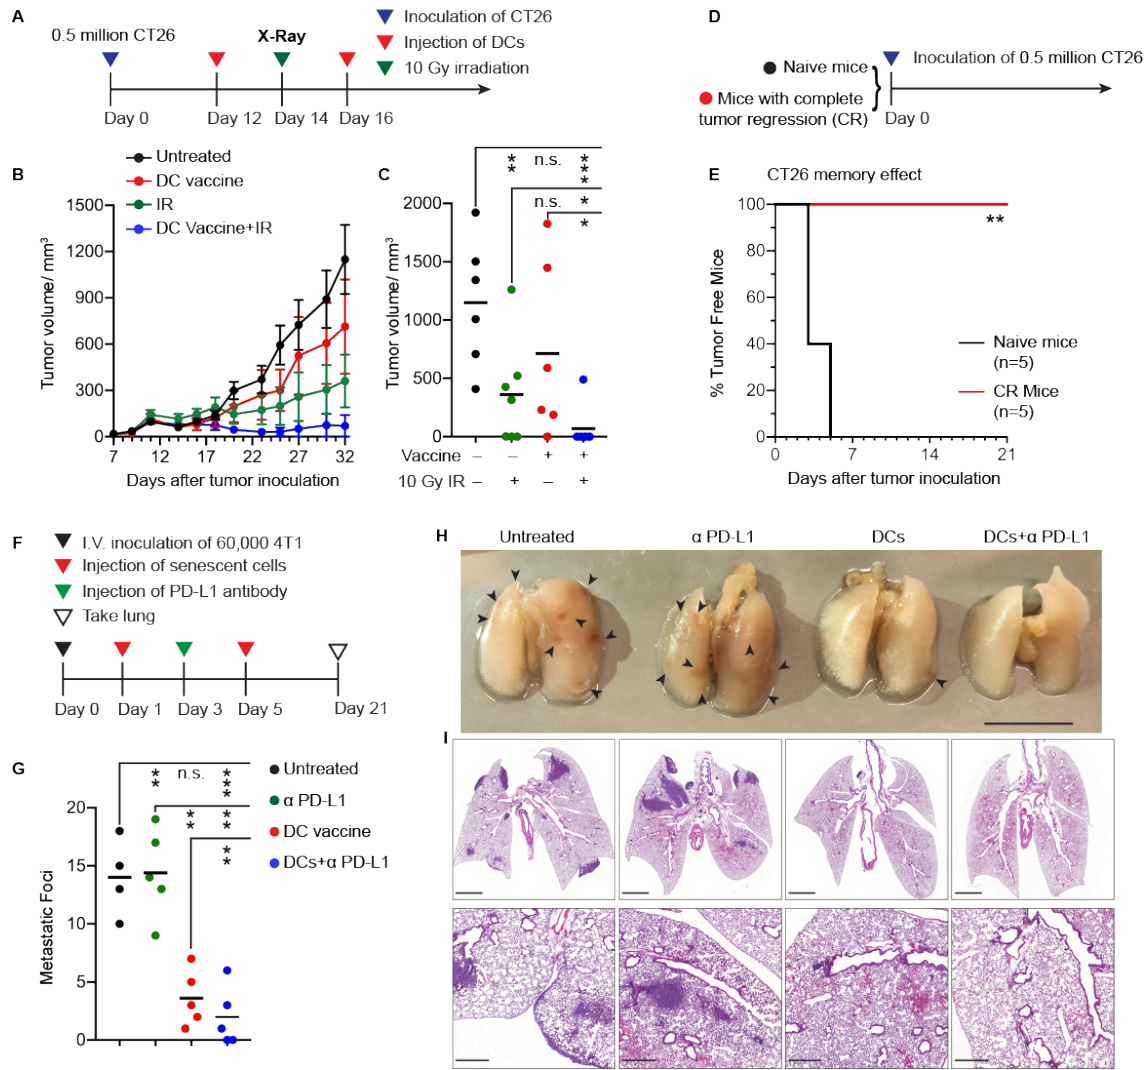 A
0.5 million CT26
X-Ray
Inoculation of CT26
Injection of DCs
10 Gy irradiation
Day 0
Day 12
Day 14
Day 16
D
Inoculation of 0.5 million CT26
Naive mice
Mice with complete
tumor regression (CR)
}
Day 0
B
Untreated
DC vaccine
IR
DC Vaccine+IR
Tumor volume/ mm³
1500
1200
900
600
300
0
7
12
17
22
27
32
Days after tumor inoculation
C
**
n.s.
***
n.s.
*
*
Tumor volume/ mm³
2000
1500
1000
500
0
Vaccine
–
–
+
+
10 Gy IR
–
+
–
+
E
CT26 memory effect
% Tumor Free Mice
100
80
60
40
20
0
**
Naive mice
(n=5)
CR Mice
(n=5)
0
7
14
21
Days after tumor inoculation
F
I.V. inoculation of 60,000 4T1
Injection of senescent cells
Injection of PD-L1 antibody
Take lung
Day 0
Day 1
Day 3
Day 5
Day 21
G
**
n.s.
***
**
**
**
Untreated
α PD-L1
DC vaccine
DCs+α PD-L1
Metastatic Foci
20
15
10
5
0
H
Untreated
α PD-L1
DCs
DCs+α PD-L1
I